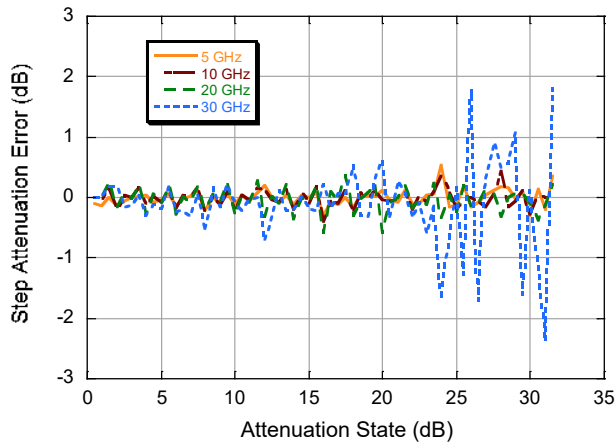 Step Attenuation Error (dB)
3
2
1
0
-1
-2
-3
5 GHz
10 GHz
20 GHz
30 GHz
0 5 10 15 20 25 30 35
Attenuation State (dB)